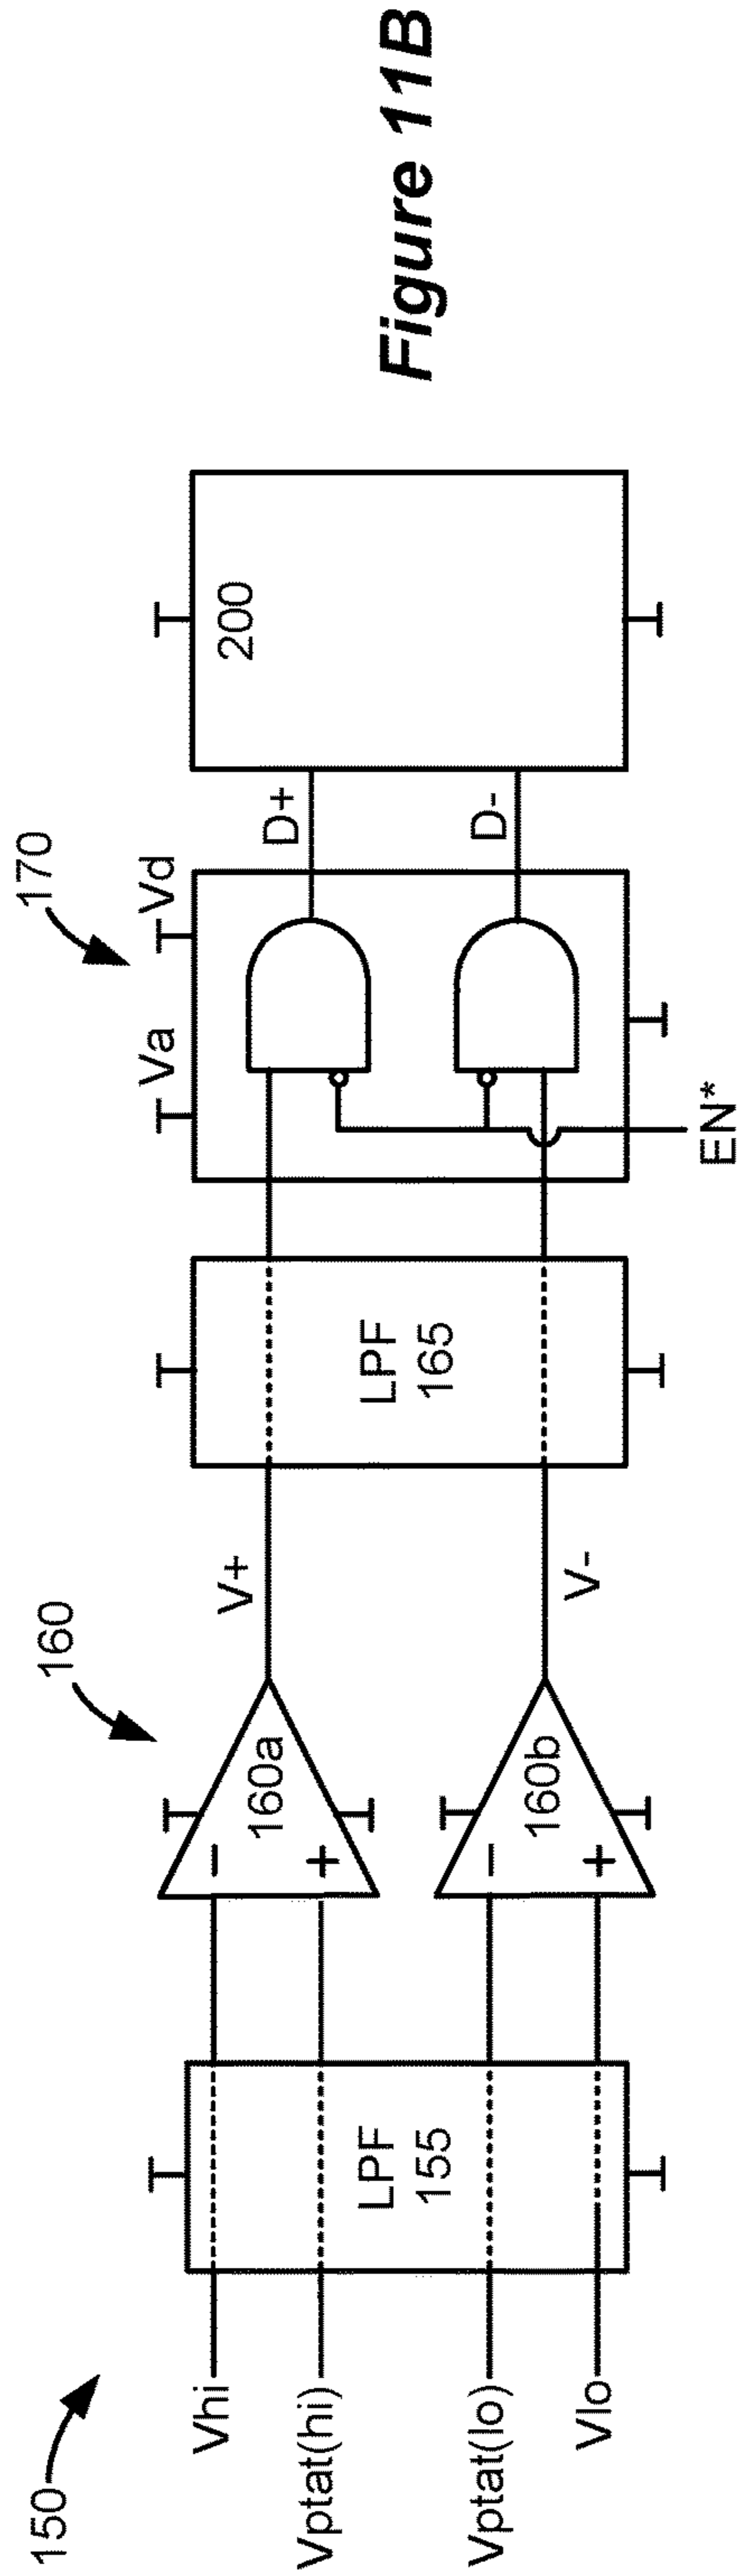 150
Vhi
Vptat(hi)
Vptat(lo)
Vlo
LPF
155
160
160a
-
+
160b
-
+
V+
V-
LPF
165
170
Va
Vd
EN*
D+
D-
200
Figure 11B